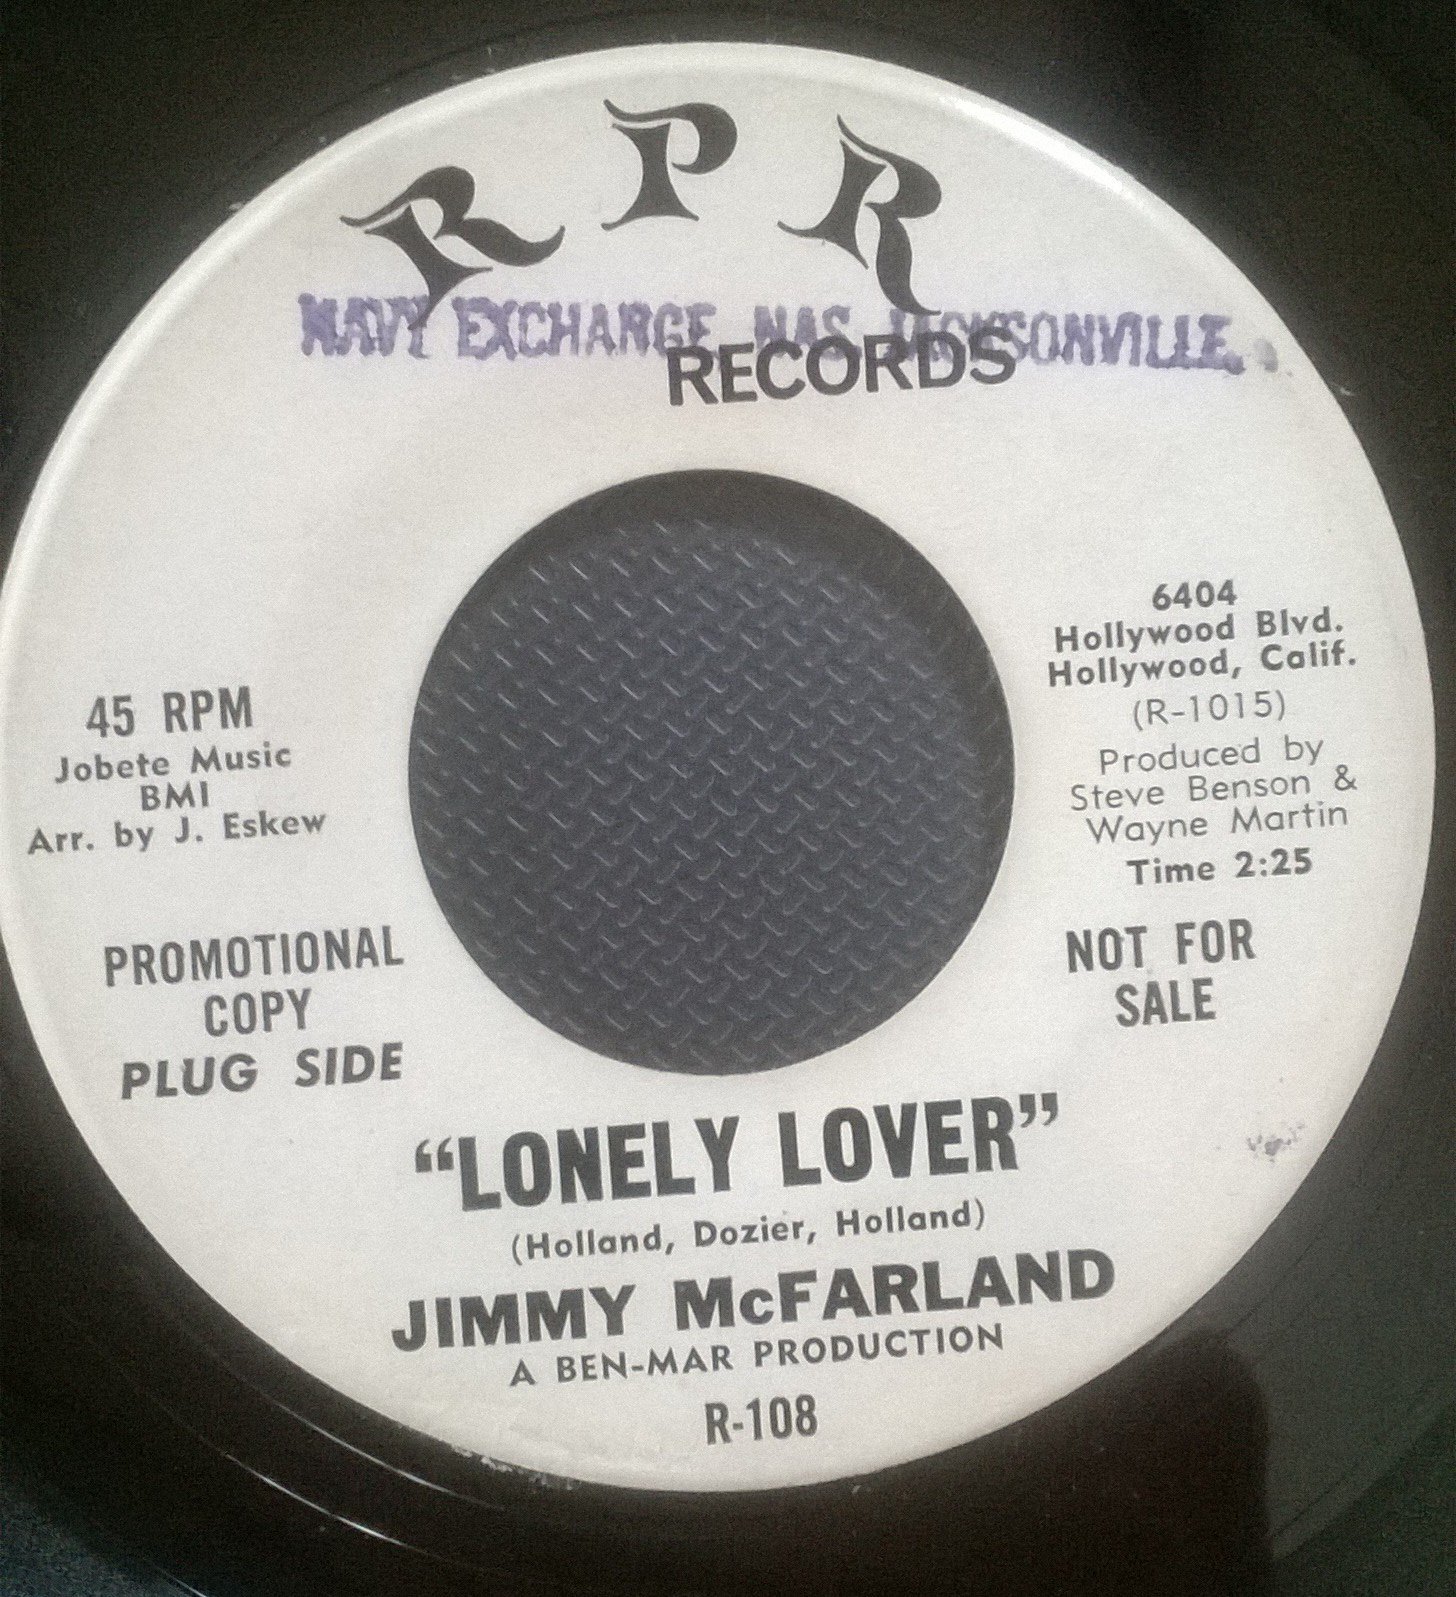 RPR
NAVY EXCHANGE NAS JACKSONVILLE.
RECORDS
6404
Hollywood Blvd.
Hollywood, Calif.
(R-1015)
Produced by
Steve Benson &
Wayne Martin
Time 2:25
NOT FOR
SALE
45 RPM
Jobete Music
BMI
Arr. by J. Eskew
PROMOTIONAL
COPY
PLUG SIDE
"LONELY LOVER"
(Holland, Dozier, Holland)
JIMMY McFARLAND
A BEN-MAR PRODUCTION
R-108